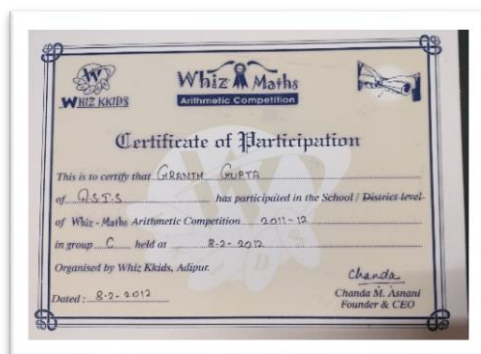 WHIZ KKIDS
Whiz Maths
Arithmetic Competition
Certificate of Participation
This is to certify that GRANTH GUPTA
of Q.S.T.S has participated in the School / District level
of Whiz - Maths Arithmetic Competition 2011-12
in group C held at 8-2-2012
Organised by Whiz Kkids, Adipur.
Dated : 8-2-2012
Chanda
Chanda M. Asnani
Founder & CEO